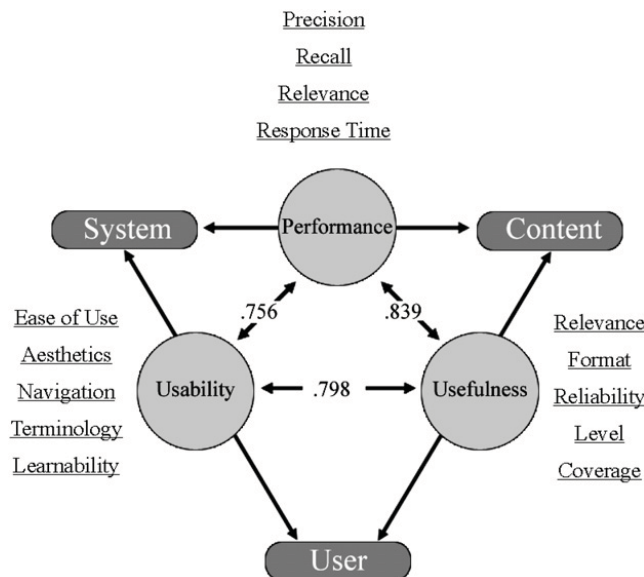 Precision
Recall
Relevance
Response Time
System
Performance
Content
.756
.839
Ease of Use
Aesthetics
Navigation
Terminology
Learnability
Usability
.798
Usefulness
Relevance
Format
Reliability
Level
Coverage
User